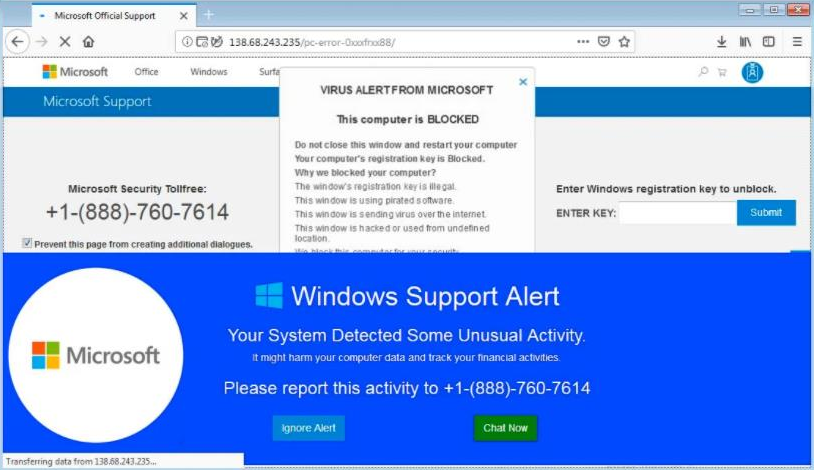 Microsoft Official Support
138.68.243.235/pc-error-0xxxfnxx88/
Microsoft Office Windows Surfa
Microsoft Support
VIRUS ALERT FROM MICROSOFT
This computer is BLOCKED
Do not close this window and restart your computer
Your computer's registration key is Blocked.
Why we blocked your computer?
The window's registration key is illegal.
This window is using pirated software.
This window is sending virus over the internet.
This window is hacked or used from undefined
location.
We block this computer for your security
Microsoft Security Tollfree:
+1-(888)-760-7614
Prevent this page from creating additional dialogues.
Enter Windows registration key to unblock.
ENTER KEY: Submit
Microsoft
Windows Support Alert
Your System Detected Some Unusual Activity.
It might harm your computer data and track your financial activities.
Please report this activity to +1-(888)-760-7614
Ignore Alert Chat Now
Transferring data from 138.68.243.235...